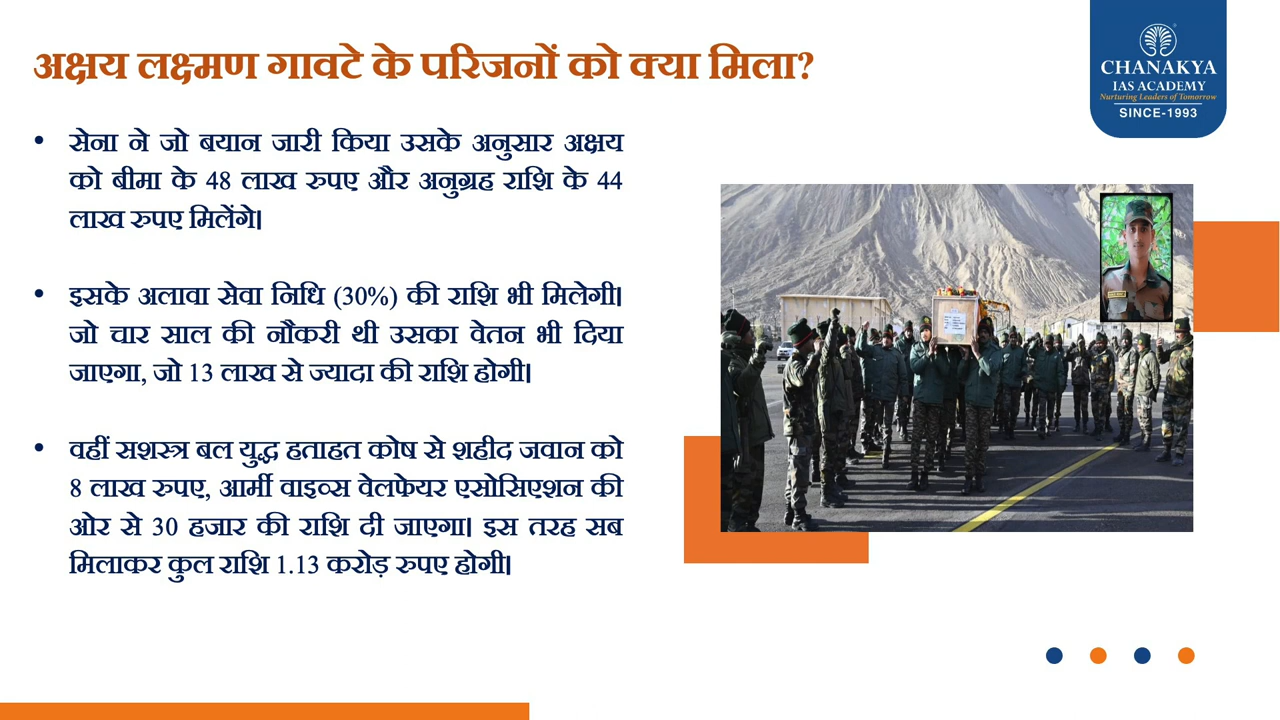 अक्षय लक्ष्मण गावटे के परिजनों को क्या मिला?
CHANAKYA
IAS ACADEMY
Nurturing Leaders of Tomorrow
SINCE-1993
• सेना ने जो बयान जारी किया उसके अनुसार अक्षय
को बीमा के 48 लाख रुपए और अनुग्रह राशि के 44
लाख रुपए मिलेंगे।
• इसके अलावा सेवा निधि (30%) की राशि भी मिलेगी।
जो चार साल की नौकरी थी उसका वेतन भी दिया
जाएगा, जो 13 लाख से ज्यादा की राशि होगी।
• वहीं सशस्त्र बल युद्ध हताहत कोष से शहीद जवान को
8 लाख रुपए, आर्मी वाइव्स वेलफेयर एसोसिएशन की
ओर से 30 हजार की राशि दी जाएगा। इस तरह सब
मिलाकर कुल राशि 1.13 करोड़ रुपए होगी।